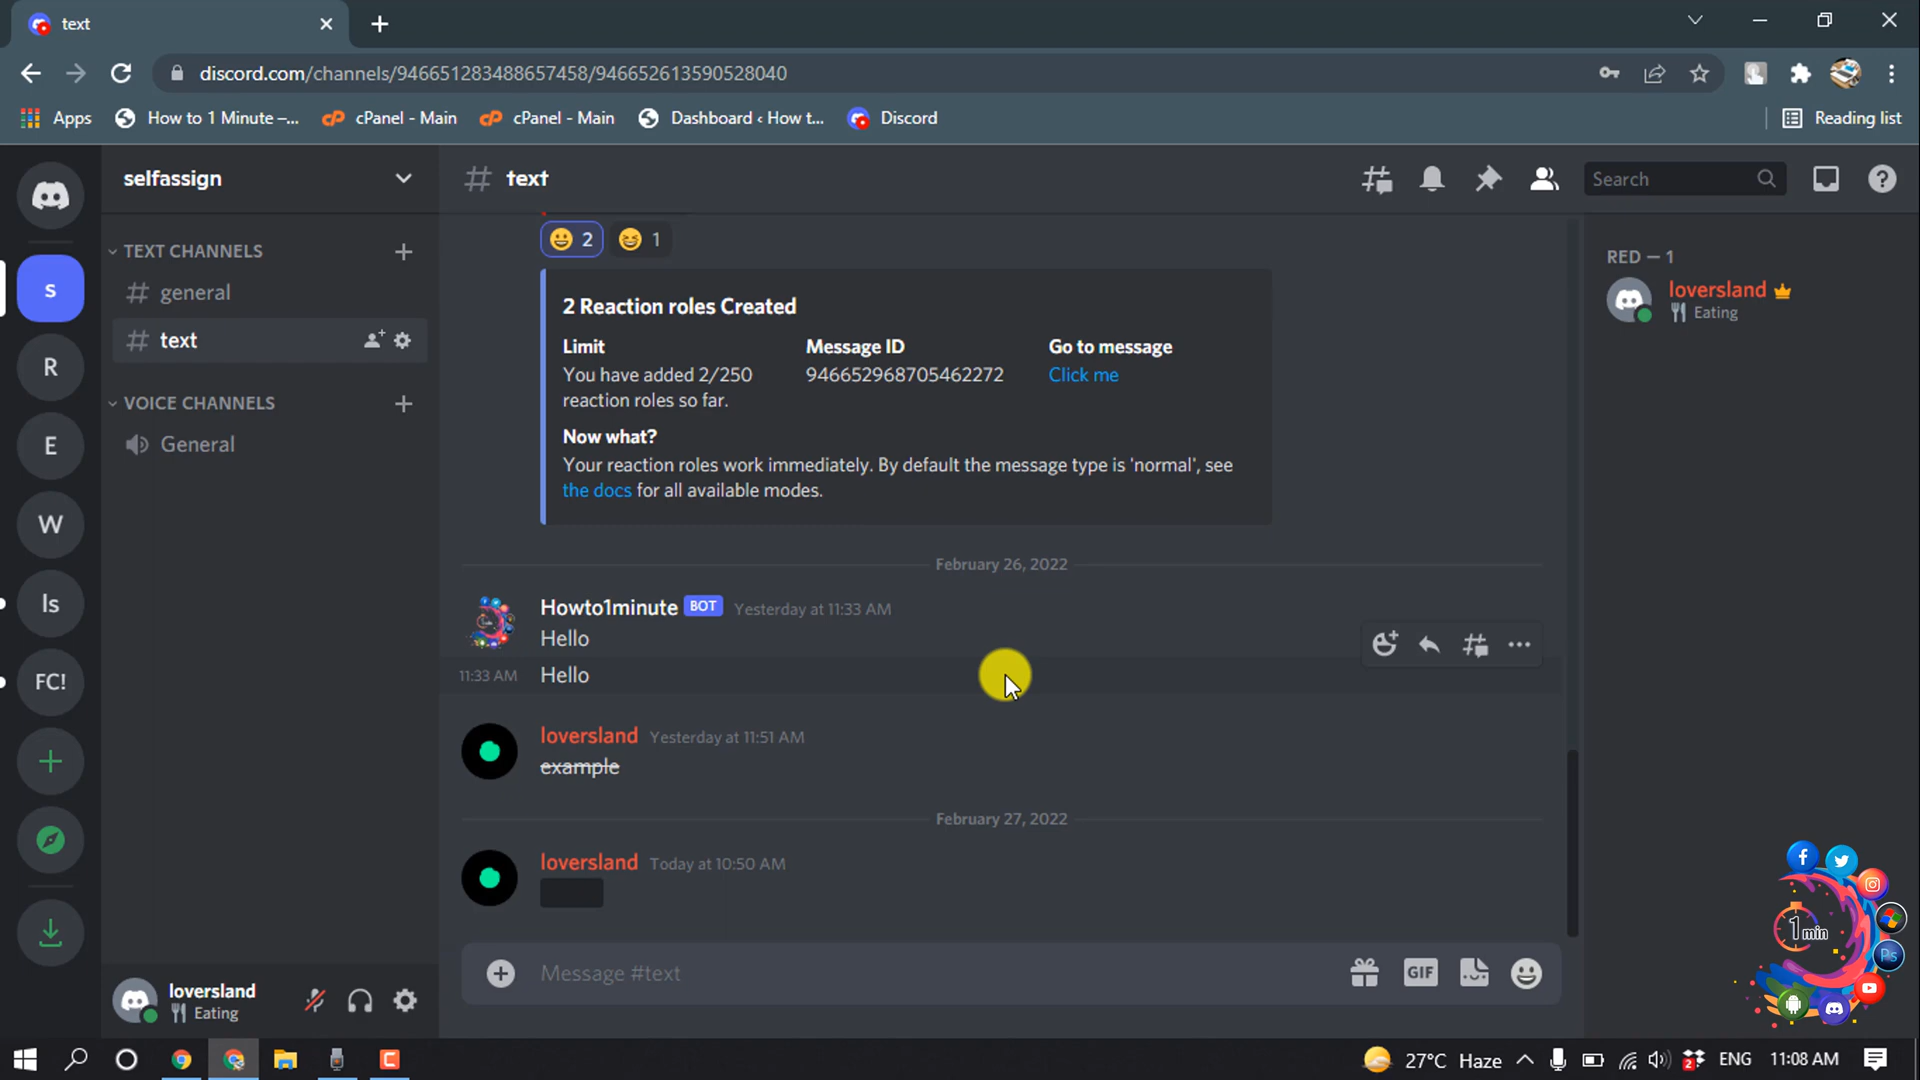 text
discord.com/channels/946651283488657458/946652613590528040
Apps
How to 1 Minute –...
cPanel - Main
cPanel - Main
Dashboard ‹ How t...
Discord
Reading list
selfassign
text
Search
TEXT CHANNELS
general
text
VOICE CHANNELS
General
S
R
E
W
ls
FC!
2
1
2 Reaction roles Created
Limit
Message ID
Go to message
You have added 2/250
946652968705462272
Click me
reaction roles so far.
Now what?
Your reaction roles work immediately. By default the message type is 'normal', see
the docs for all available modes.
February 26, 2022
Howto1minute BOT Yesterday at 11:33 AM
Hello
11:33 AM Hello
loversland Yesterday at 11:51 AM
example
February 27, 2022
loversland Today at 10:50 AM
Message #text
GIF
RED — 1
loversland
Eating
loversland
Eating
1 min
Ps
27°C Haze
2
ENG
11:08 AM